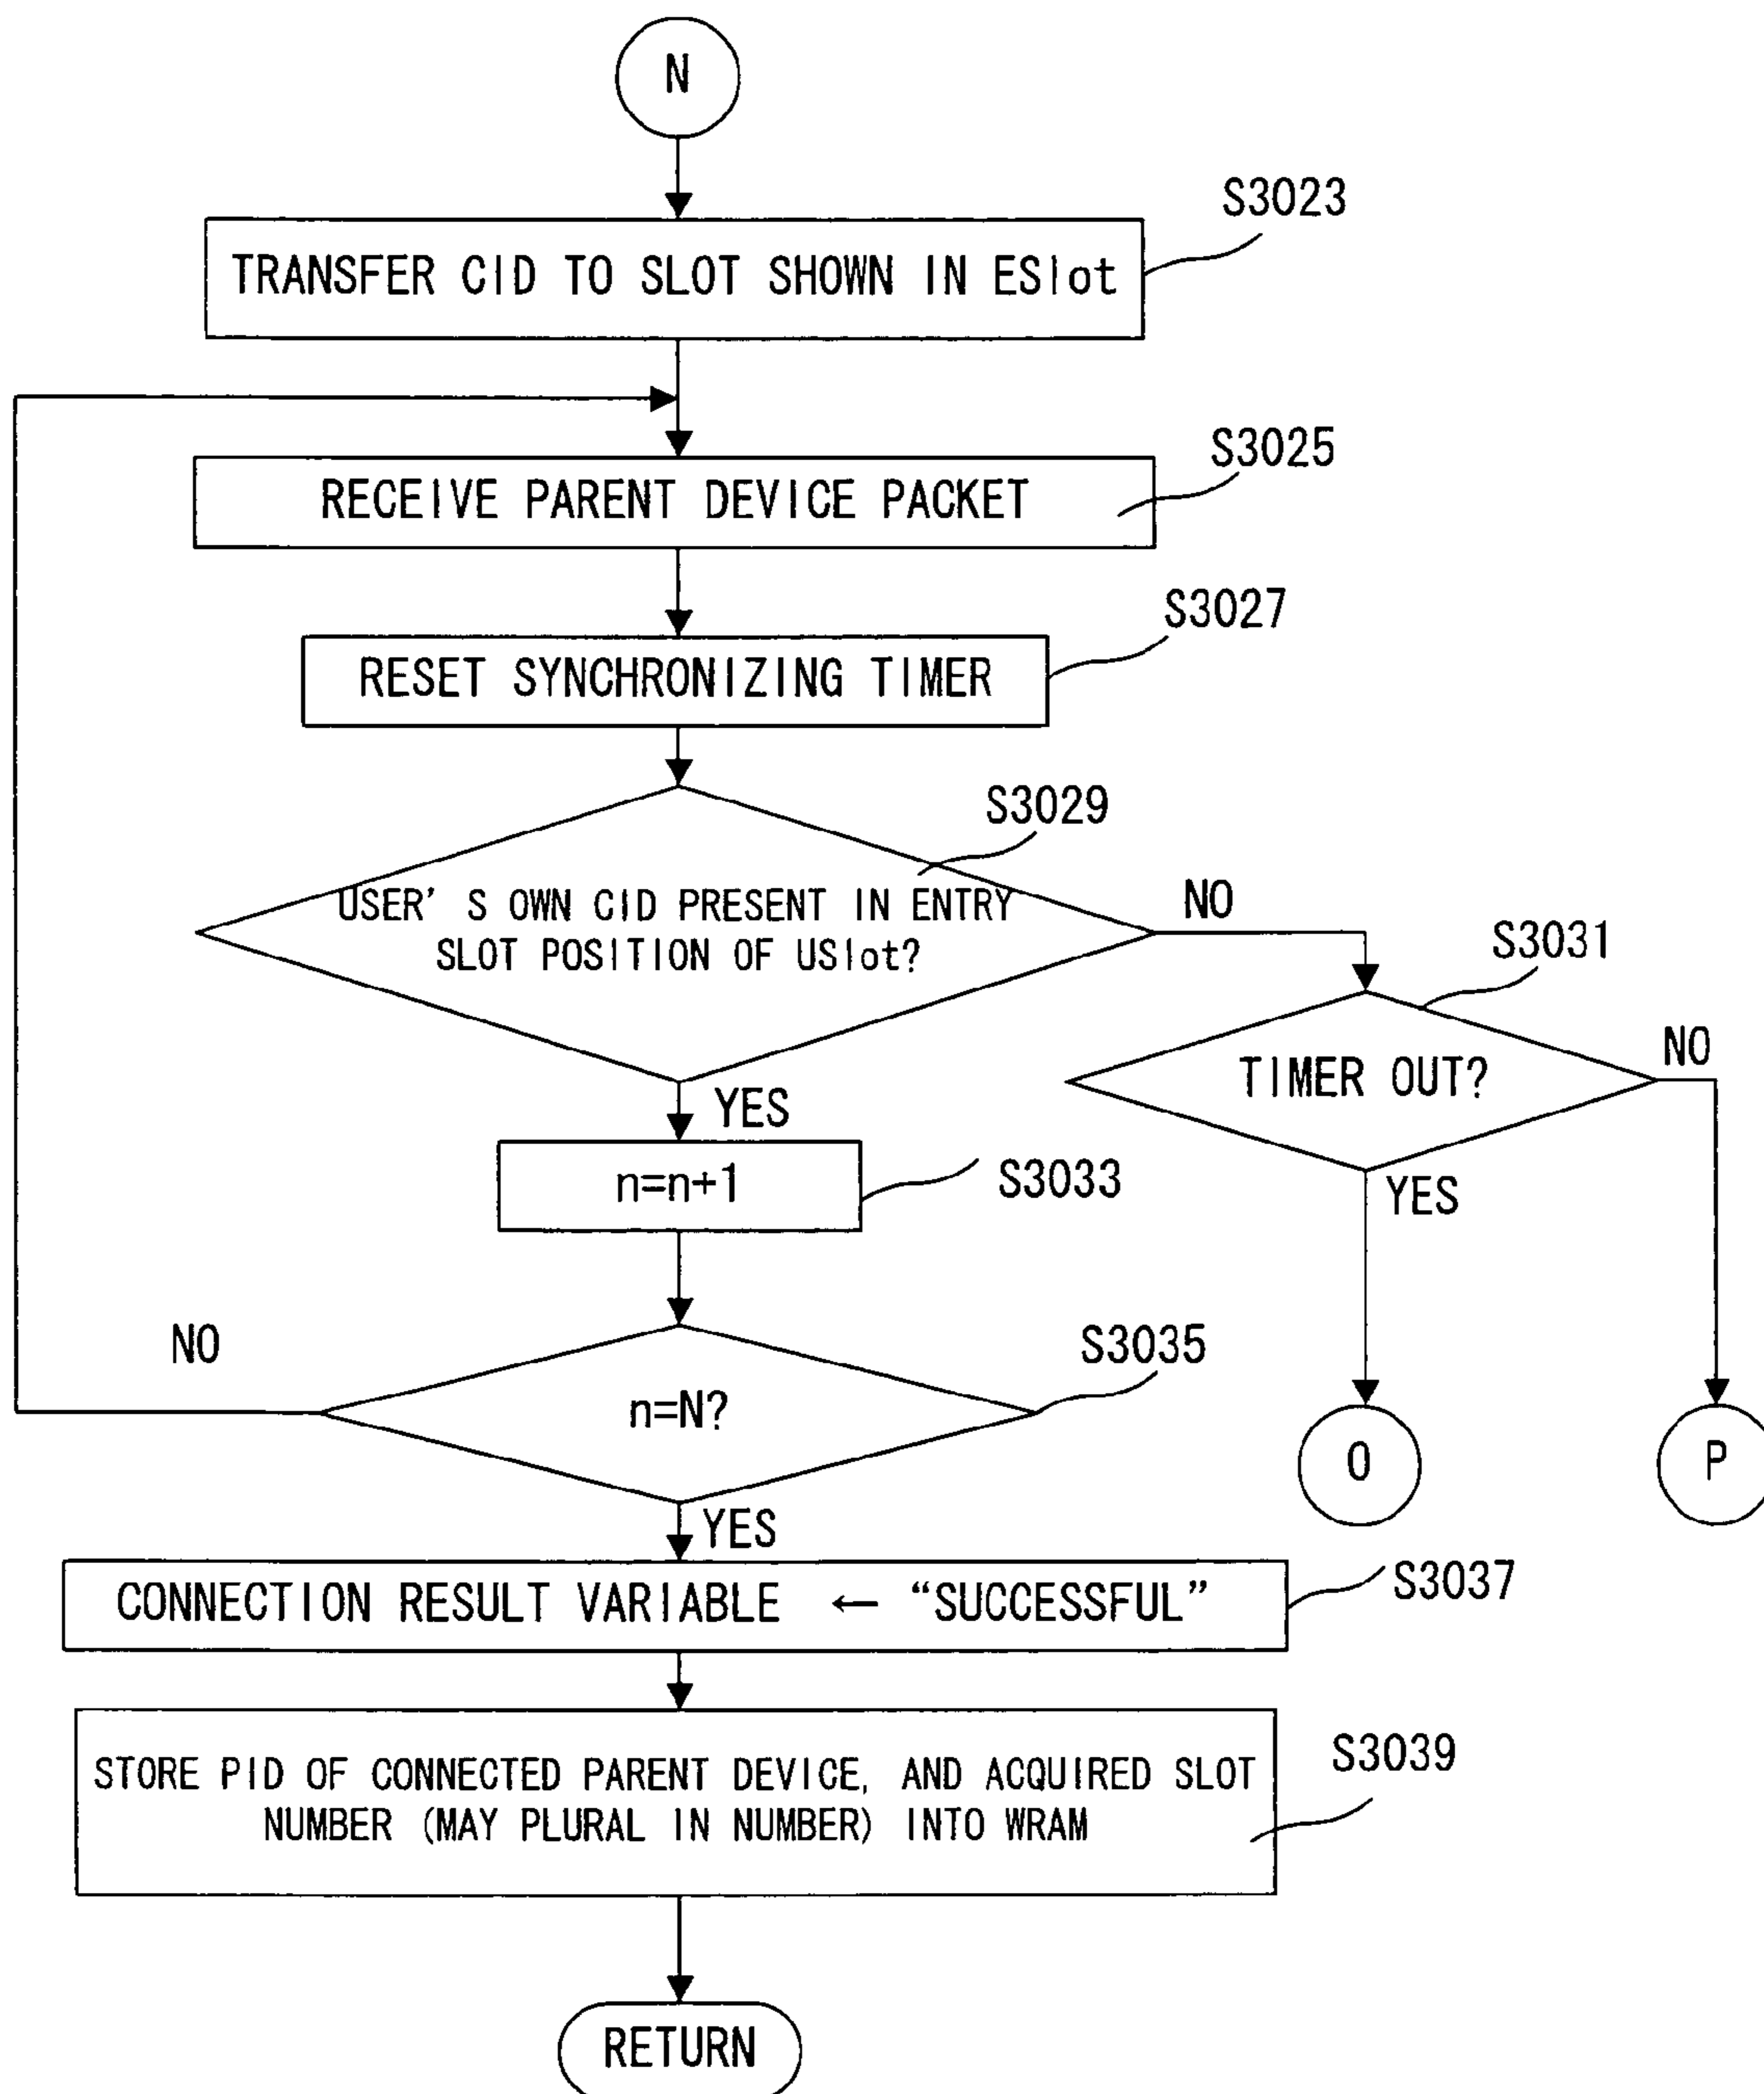 N
S3023
TRANSFER CID TO SLOT SHOWN IN ESlot
S3025
RECEIVE PARENT DEVICE PACKET
S3027
RESET SYNCHRONIZING TIMER
S3029
USER'S OWN CID PRESENT IN ENTRY
SLOT POSITION OF USlot?
NO
S3031
TIMER OUT?
NO
YES
YES
n=n+1
S3033
NO
S3035
n=N?
O
P
YES
CONNECTION RESULT VARIABLE ← “SUCCESSFUL”
S3037
STORE PID OF CONNECTED PARENT DEVICE, AND ACQUIRED SLOT
NUMBER (MAY PLURAL IN NUMBER) INTO WRAM
S3039
RETURN